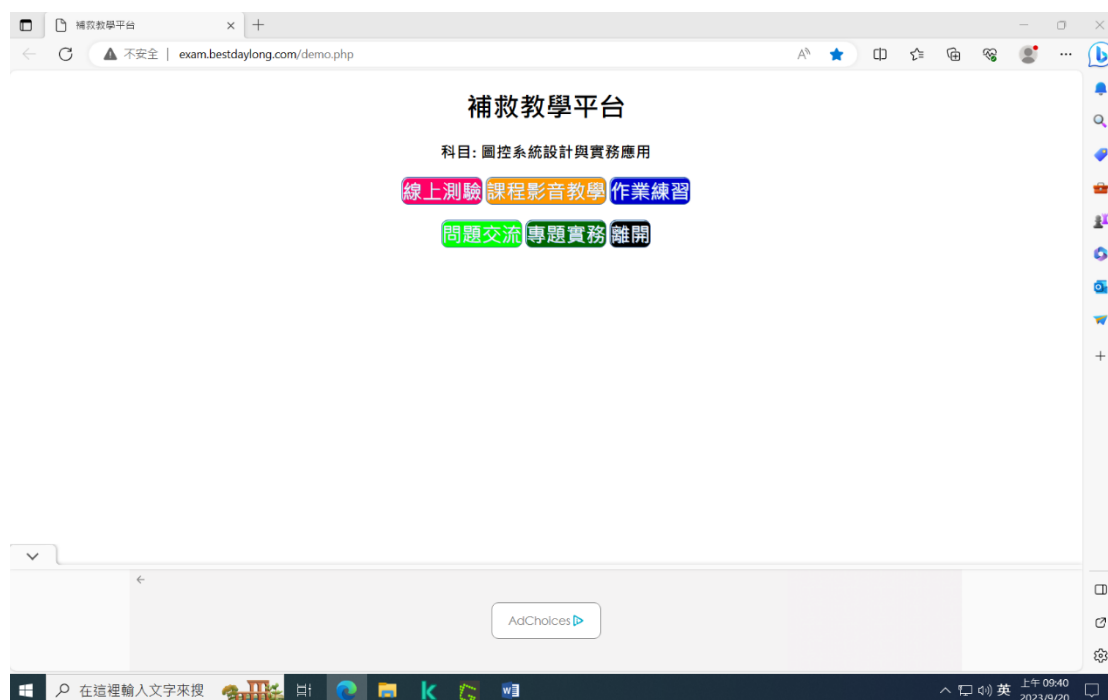 補救教學平台
不安全 exam.bestdaylong.com/demo.php
補救教學平台
科目: 圖控系統設計與實務應用
線上測驗 課程影音教學 作業練習
問題交流 專題實務 離開
AdChoices
在這裡輸入文字來搜
英 上午 09:40
2023/9/20